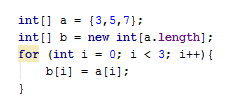 int[] a = {3,5,7};
int[] b = new int[a.length];
for (int i = 0; i < 3; i++){
    b[i] = a[i];
}